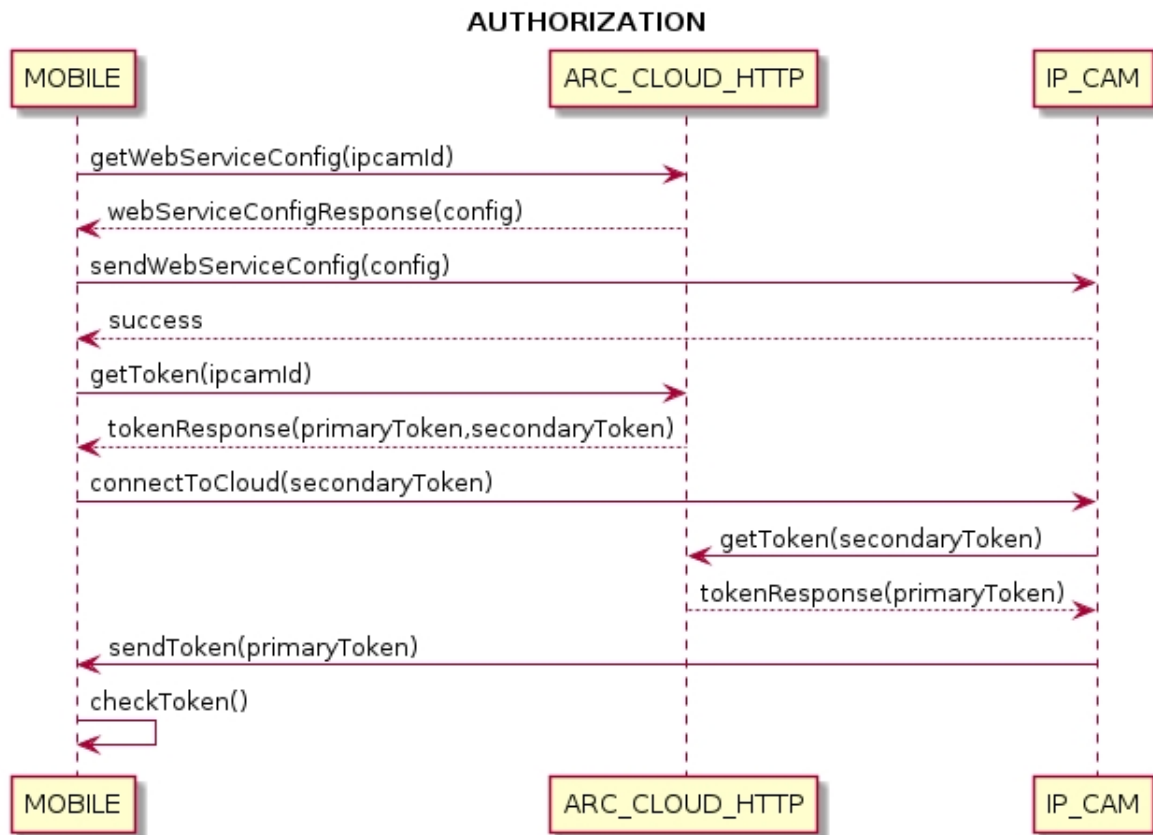 AUTHORIZATION
MOBILE ARC_CLOUD_HTTP IP_CAM
getWebServiceConfig(ipcamId)
webServiceConfigResponse(config)
sendWebServiceConfig(config)
success
getToken(ipcamId)
tokenResponse(primaryToken,secondaryToken)
connectToCloud(secondaryToken)
getToken(secondaryToken)
tokenResponse(primaryToken)
sendToken(primaryToken)
checkToken()
MOBILE ARC_CLOUD_HTTP IP_CAM